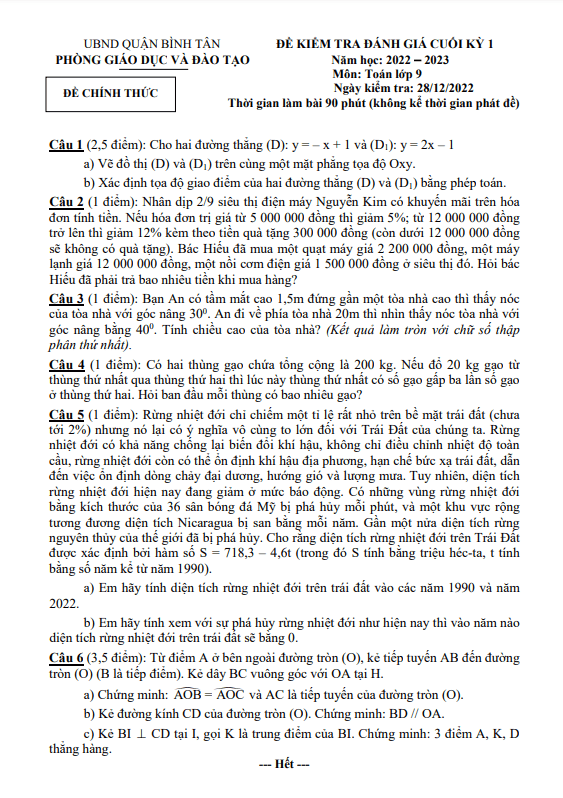 UBND QUẬN BÌNH TÂN
PHÒNG GIÁO DỤC VÀ ĐÀO TẠO
ĐỀ CHÍNH THỨC
ĐỀ KIỂM TRA ĐÁNH GIÁ CUỐI KỲ 1
Năm học: 2022 – 2023
Môn: Toán lớp 9
Ngày kiểm tra: 28/12/2022
Thời gian làm bài 90 phút (không kể thời gian phát đề)
Câu 1 (2,5 điểm): Cho hai đường thẳng (D): y = – x + 1 và (D₁): y = 2x – 1
a) Vẽ đồ thị (D) và (D₁) trên cùng một mặt phẳng tọa độ Oxy.
b) Xác định tọa độ giao điểm của hai đường thẳng (D) và (D₁) bằng phép toán.
Câu 2 (1 điểm): Nhân dịp 2/9 siêu thị điện máy Nguyễn Kim có khuyến mãi trên hóa
đơn tính tiền. Nếu hóa đơn trị giá từ 5 000 000 đồng thì giảm 5%; từ 12 000 000 đồng
trở lên thì giảm 12% kèm theo tiền quà tặng 300 000 đồng (còn dưới 12 000 000 đồng
sẽ không có quà tặng). Bác Hiếu đã mua một quạt máy giá 2 200 000 đồng, một máy
lạnh giá 12 000 000 đồng, một nồi cơm điện giá 1 500 000 đồng ở siêu thị đó. Hỏi bác
Hiếu đã phải trả bao nhiêu tiền khi mua hàng?
Câu 3 (1 điểm): Bạn An có tầm mắt cao 1,5m đứng gần một tòa nhà cao thì thấy nóc
của tòa nhà với góc nâng 30⁰. An đi về phía tòa nhà 20m thì nhìn thấy nóc tòa nhà với
góc nâng bằng 40⁰. Tính chiều cao của tòa nhà? (Kết quả làm tròn với chữ số thập
phân thứ nhất).
Câu 4 (1 điểm): Có hai thùng gạo chứa tổng cộng là 200 kg. Nếu đổ 20 kg gạo từ
thùng thứ nhất qua thùng thứ hai thì lúc này thùng thứ nhất có số gạo gấp ba lần số gạo
ở thùng thứ hai. Hỏi ban đầu mỗi thùng có bao nhiêu gạo?
Câu 5 (1 điểm): Rừng nhiệt đới chỉ chiếm một tỉ lệ rất nhỏ trên bề mặt trái đất (chưa
tới 2%) nhưng nó lại có ý nghĩa vô cùng to lớn đối với Trái Đất của chúng ta. Rừng
nhiệt đới có khả năng chống lại biến đổi khí hậu, không chỉ điều chỉnh nhiệt độ toàn
cầu, rừng nhiệt đới còn có thể ổn định khí hậu địa phương, hạn chế bức xạ trái đất, dẫn
đến việc ổn định dòng chảy đại dương, hướng gió và lượng mưa. Tuy nhiên, diện tích
rừng nhiệt đới hiện nay đang giảm ở mức báo động. Có những vùng rừng nhiệt đới
bằng kích thước của 36 sân bóng đá Mỹ bị phá hủy mỗi phút, và một khu vực rộng
tương đương diện tích Nicaragua bị san bằng mỗi năm. Gần một nửa diện tích rừng
nguyên thủy của thế giới đã bị phá hủy. Cho rằng diện tích rừng nhiệt đới trên Trái Đất
được xác định bởi hàm số S = 718,3 – 4,6t (trong đó S tính bằng triệu héc-ta, t tính
bằng số năm kể từ năm 1990).
a) Em hãy tính diện tích rừng nhiệt đới trên trái đất vào các năm 1990 và năm
2022.
b) Em hãy tính xem với sự phá hủy rừng nhiệt đới như hiện nay thì vào năm nào
diện tích rừng nhiệt đới trên trái đất sẽ bằng 0.
Câu 6 (3,5 điểm): Từ điểm A ở bên ngoài đường tròn (O), kẻ tiếp tuyến AB đến đường
tròn (O) (B là tiếp điểm). Kẻ dây BC vuông góc với OA tại H.
a) Chứng minh: AOB = AOC và AC là tiếp tuyến của đường tròn (O).
b) Kẻ đường kính CD của đường tròn (O). Chứng minh: BD // OA.
c) Kẻ BI ⊥ CD tại I, gọi K là trung điểm của BI. Chứng minh: 3 điểm A, K, D
thẳng hàng.
--- Hết ---